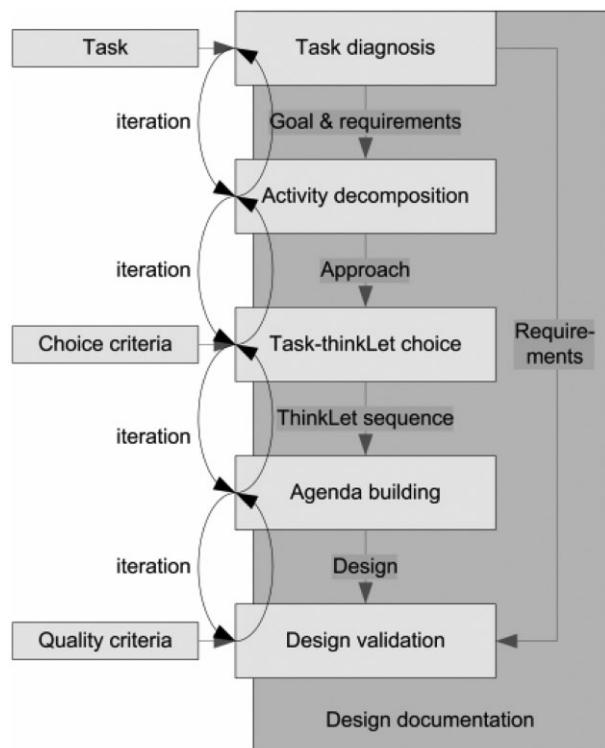 Task
Task diagnosis
iteration
Goal & requirements
Activity decomposition
iteration
Approach
Choice criteria
Task-thinkLet choice
Require-
ments
iteration
ThinkLet sequence
Agenda building
iteration
Design
Quality criteria
Design validation
Design documentation